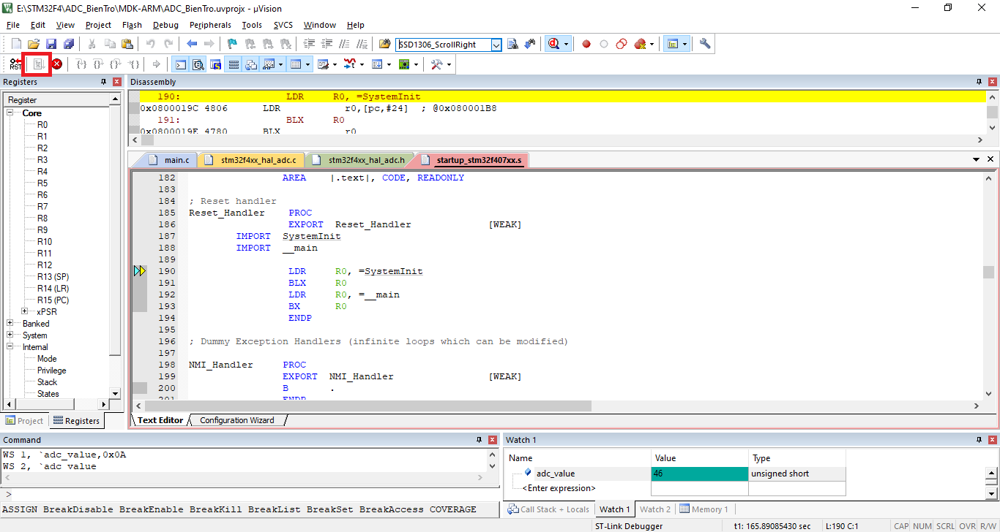 E:\STM32F4\ADC_BienTro\MDK-ARM\ADC_BienTro.uvprojx - µVision
File Edit View Project Flash Debug Peripherals Tools SVCS Window Help
SSD1306_ScrollRight
RST
Registers
Register
Core
R0
R1
R2
R3
R4
R5
R6
R7
R8
R9
R10
R11
R12
R13 (SP)
R14 (LR)
R15 (PC)
xPSR
Banked
System
Internal
Mode
Privilege
Stack
States
Project Registers
Disassembly
190: LDR R0, =SystemInit
0x0800019C 4806 LDR r0,[pc,#24] ; @0x080001B8
191: BLX R0
0x0800019E 4780 BLX r0
main.c stm32f4xx_hal_adc.c stm32f4xx_hal_adc.h startup_stm32f407xx.s
182 AREA |.text|, CODE, READONLY
183
184 ; Reset handler
185 Reset_Handler PROC
186 EXPORT Reset_Handler [WEAK]
187 IMPORT SystemInit
188 IMPORT __main
189
190 LDR R0, =SystemInit
191 BLX R0
192 LDR R0, =__main
193 BX R0
194 ENDP
195
196 ; Dummy Exception Handlers (infinite loops which can be modified)
197
198 NMI_Handler PROC
199 EXPORT NMI_Handler [WEAK]
200 B .
201 ENDP
Text Editor Configuration Wizard
Command
WS 1, `adc_value,0x0A
WS 2, `adc_value
>
ASSIGN BreakDisable BreakEnable BreakKill BreakList BreakSet BreakAccess COVERAGE
Watch 1
Name Value Type
adc_value 46 unsigned short
<Enter expression>
Call Stack + Locals Watch 1 Watch 2 Memory 1
ST-Link Debugger t1: 165.89085430 sec L:190 C:1 CAP NUM SCRL OVR R/W